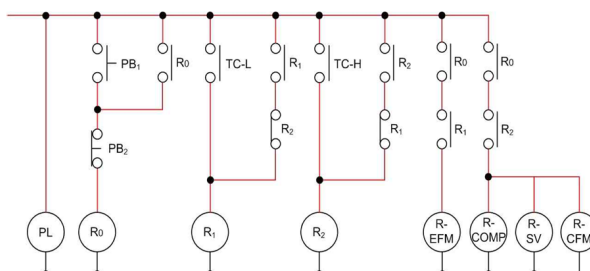 PB₁ R₀ TC-L R₁ TC-H R₂ R₀ R₀
PB₂ R₂ R₁ R₁ R₂
PL R₀ R₁ R₂ R-EFM R-COMP R-SV R-CFM